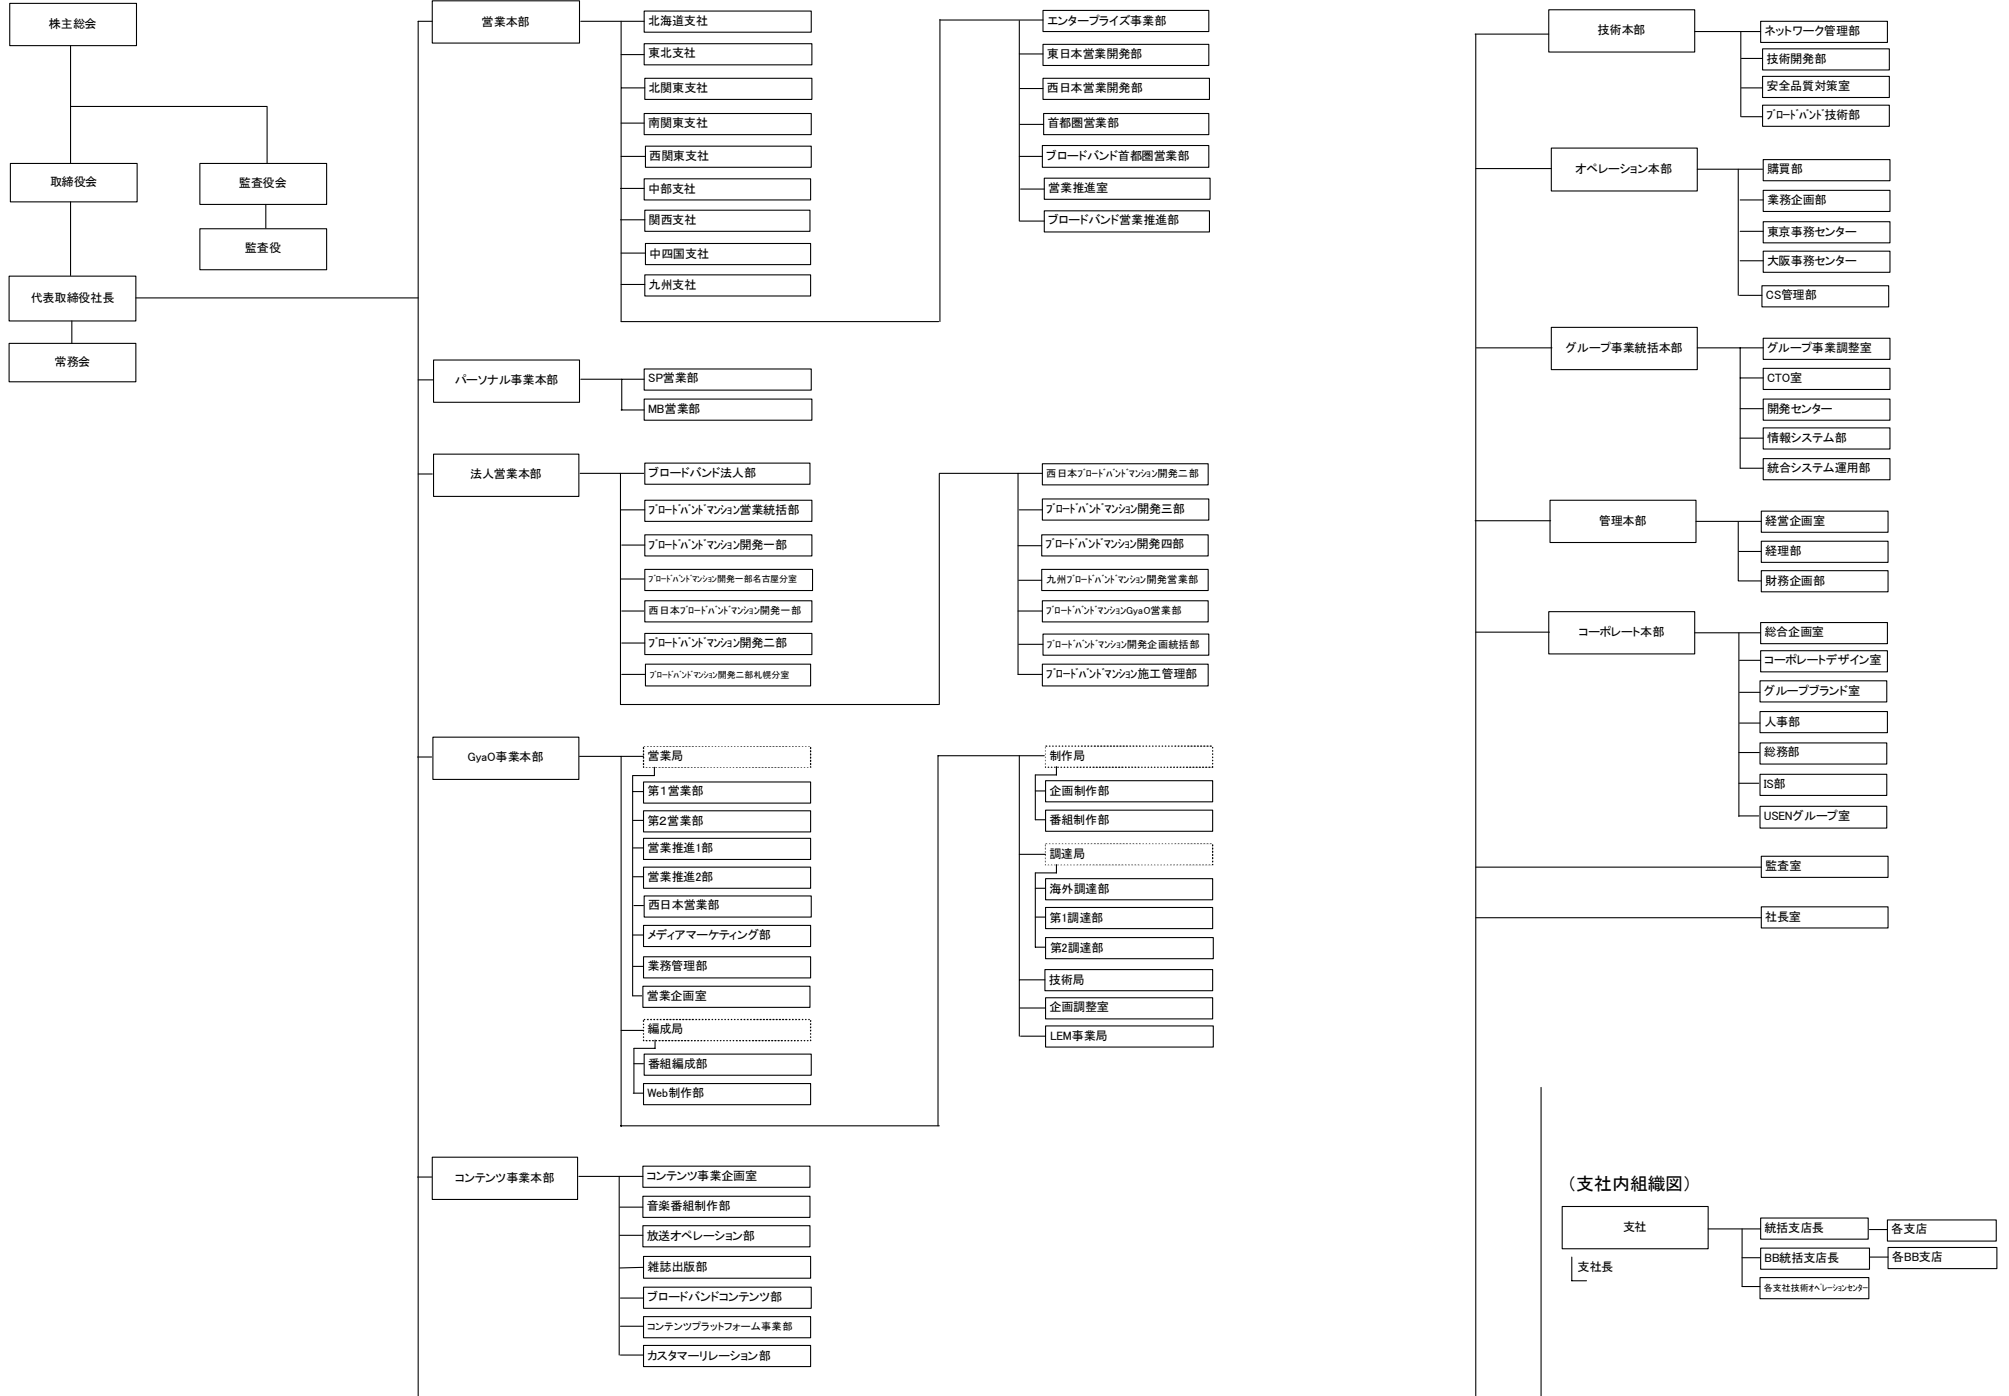 株主総会
取締役会
監査役会
監査役
代表取締役社長
常務会
営業本部
北海道支社
東北支社
北関東支社
南関東支社
西関東支社
中部支社
関西支社
中四国支社
九州支社
エンタープライズ事業部
東日本営業開発部
西日本営業開発部
首都圏営業部
ブロードバンド首都圏営業部
営業推進室
ブロードバンド営業推進部
パーソナル事業本部
SP営業部
MB営業部
法人営業本部
ブロードバンド法人部
ブロードバンドマンション営業統括部
ブロードバンドマンション開発一部
ブロードバンドマンション開発一部名古屋分室
西日本ブロードバンドマンション開発一部
ブロードバンドマンション開発二部
ブロードバンドマンション開発二部札幌分室
西日本ブロードバンドマンション開発二部
ブロードバンドマンション開発三部
ブロードバンドマンション開発四部
九州ブロードバンドマンション開発営業部
ブロードバンドマンションGyaO営業部
ブロードバンドマンション開発企画統括部
ブロードバンドマンション施工管理部
GyaO事業本部
営業局
第1営業部
第2営業部
営業推進1部
営業推進2部
西日本営業部
メディアマーケティング部
業務管理部
営業企画室
編成局
番組編成部
Web制作部
制作局
企画制作部
番組制作部
調達局
海外調達部
第1調達部
第2調達部
技術局
企画調整室
LEM事業局
コンテンツ事業本部
コンテンツ事業企画室
音楽番組制作部
放送オペレーション部
雑誌出版部
ブロードバンドコンテンツ部
コンテンツプラットフォーム事業部
カスタマーリレーション部
技術本部
ネットワーク管理部
技術開発部
安全品質対策室
ブロードバンド技術部
オペレーション本部
購買部
業務企画部
東京事務センター
大阪事務センター
CS管理部
グループ事業統括本部
グループ事業調整室
CTO室
開発センター
情報システム部
統合システム運用部
管理本部
経営企画室
経理部
財務企画部
コーポレート本部
総合企画室
コーポレートデザイン室
グループブランド室
人事部
総務部
IS部
USENグループ室
監査室
社長室
（支社内組織図）
支社
支社長
統括支店長
各支店
BB統括支店長
各BB支店
各支社技術オペレーションセンター